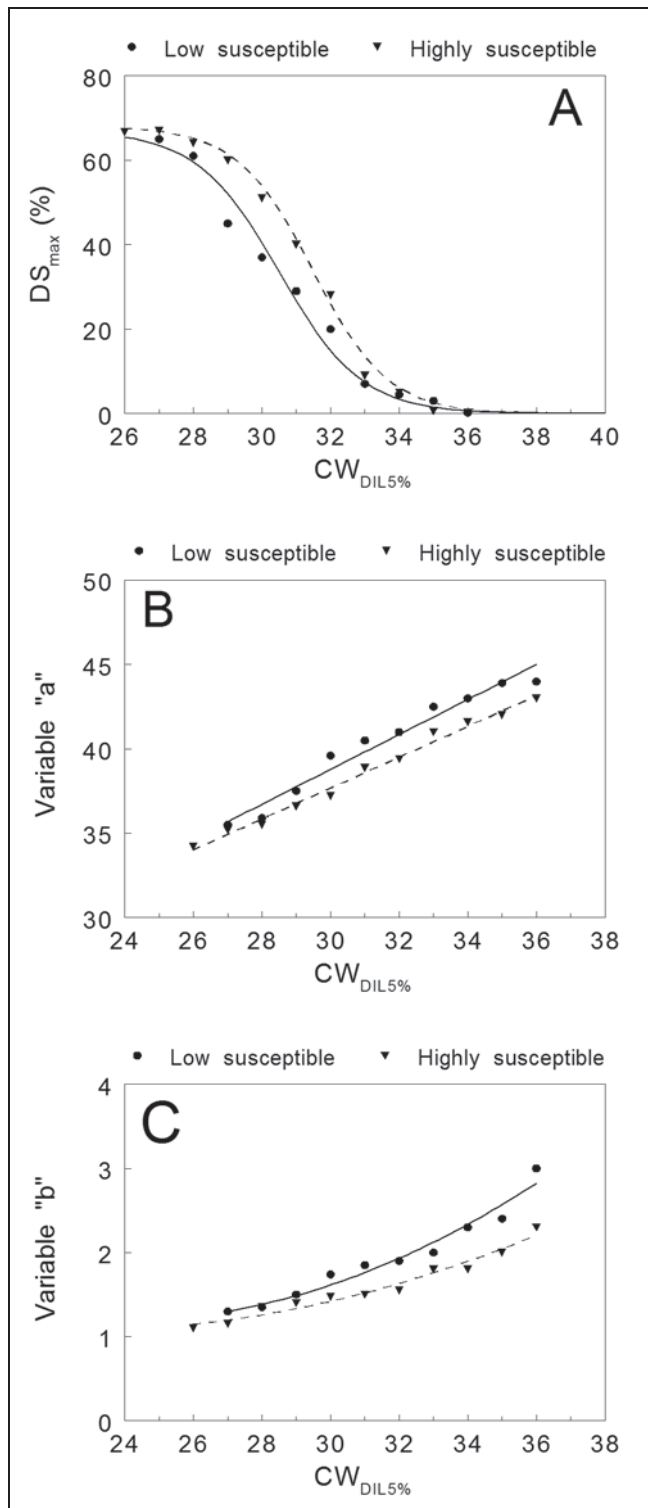 ● Low susceptible ▼ Highly susceptible
80
A
60
DSmax (%)
40
20
0
26 28 30 32 34 36 38 40
CWDIL5%
● Low susceptible ▼ Highly susceptible
50
B
45
Variable "a"
40
35
30
24 26 28 30 32 34 36 38
CWDIL5%
● Low susceptible ▼ Highly susceptible
4
C
3
Variable "b"
2
1
0
24 26 28 30 32 34 36 38
CWDIL5%